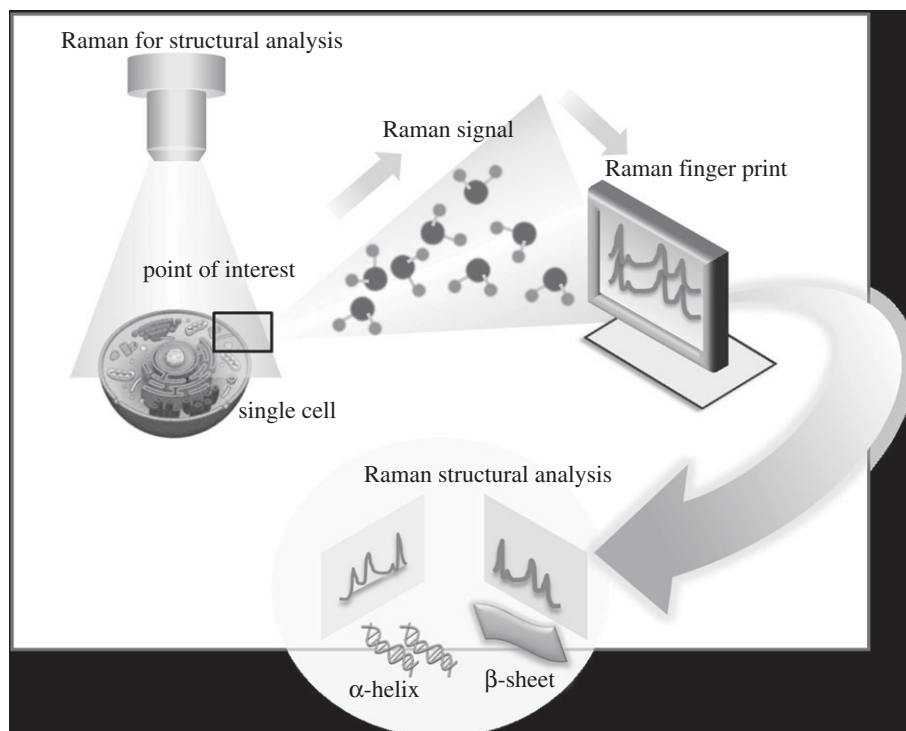 Raman for structural analysis
Raman signal
Raman finger print
point of interest
single cell
Raman structural analysis
α-helix
β-sheet